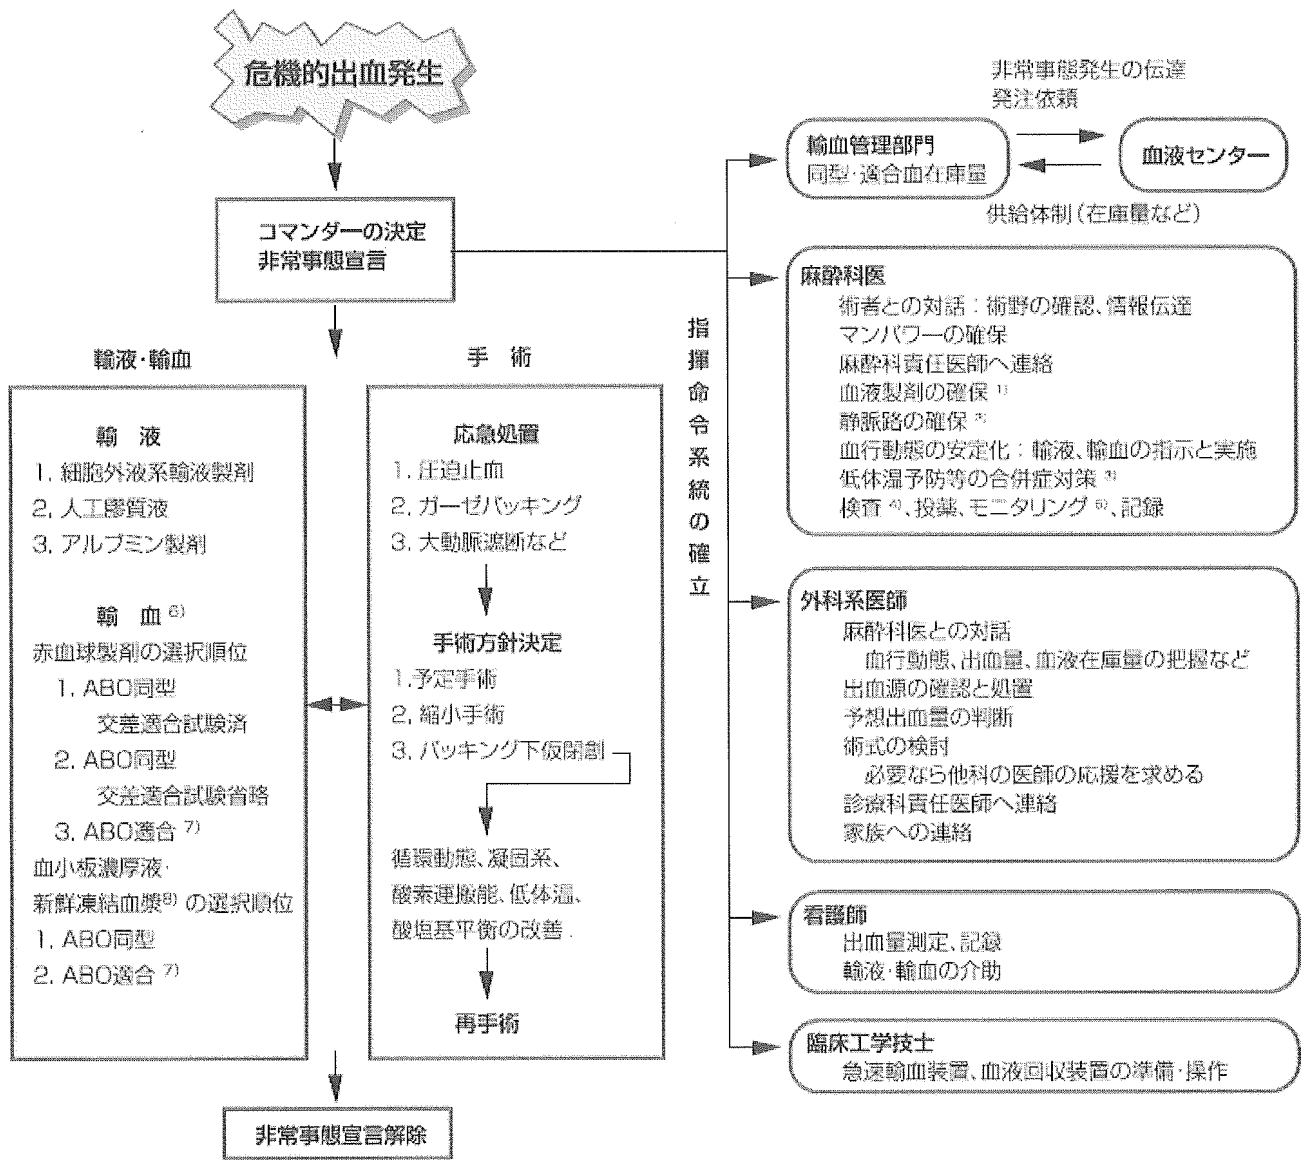 危機的出血発生
コマンダーの決定
非常事態宣言
輸液・輸血
輸 液
1. 細胞外液系輸液製剤
2. 人工膠質液
3. アルブミン製剤
輸 血 6)
赤血球製剤の選択順位
1. ABO同型
交差適合試験済
2. ABO同型
交差適合試験省略
3. ABO適合 7)
血小板濃厚液・
新鮮凍結血漿8) の選択順位
1. ABO同型
2. ABO適合 7)
手 術
応急処置
1. 圧迫止血
2. ガーゼパッキング
3. 大動脈遮断など
手術方針決定
1.予定手術
2. 縮小手術
3. パッキング下仮閉創
循環動態、凝固系、
酸素運搬能、低体温、
酸塩基平衡の改善
再手術
非常事態宣言解除
指揮命令系統の確立
非常事態発生の伝達
発注依頼
輸血管理部門
同型・適合血在庫量
血液センター
供給体制(在庫量など)
麻酔科医
術者との対話：術野の確認、情報伝達
マンパワーの確保
麻酔科責任医師へ連絡
血液製剤の確保 1)
静脈路の確保 2)
血行動態の安定化：輸液、輸血の指示と実施
低体温予防等の合併症対策 3)
検査 4)、投薬、モニタリング 5)、記録
外科系医師
麻酔科医との対話
血行動態、出血量、血液在庫量の把握など
出血源の確認と処置
予想出血量の判断
術式の検討
必要なら他科の医師の応援を求める
診療科責任医師へ連絡
家族への連絡
看護師
出血量測定、記録
輸液・輸血の介助
臨床工学技士
急速輸血装置、血液回収装置の準備・操作